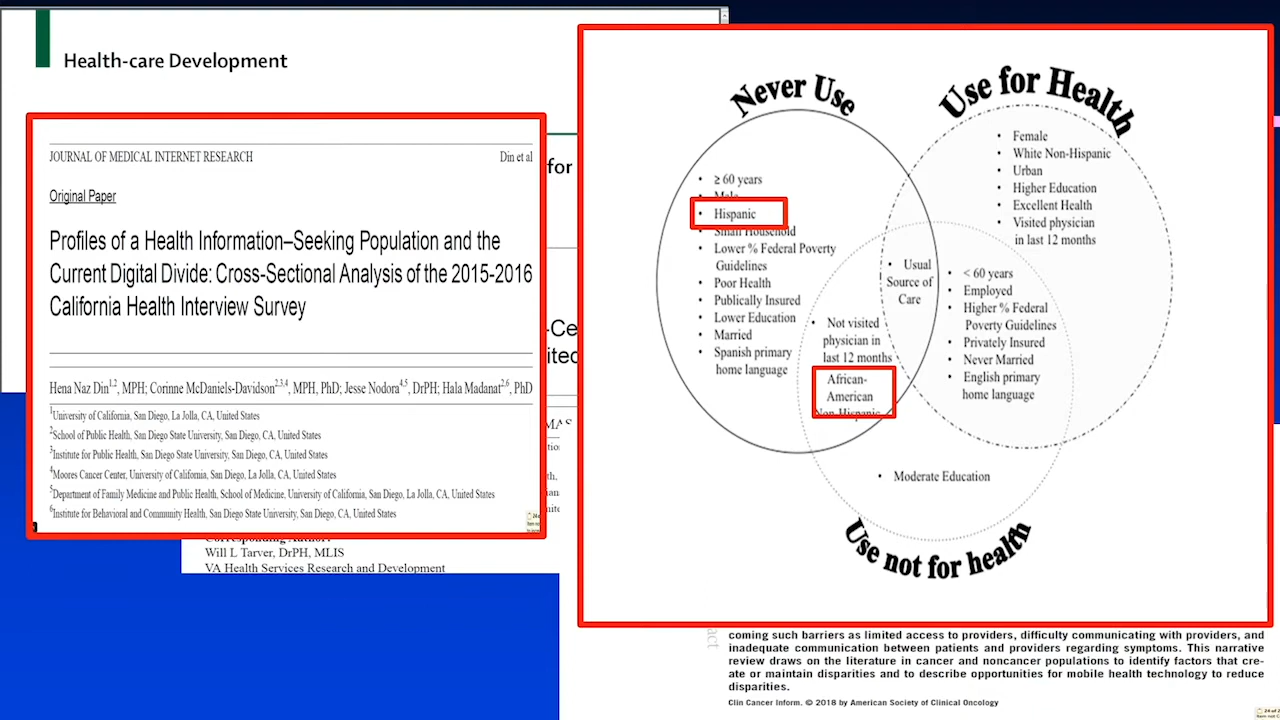 Health-care Development
for
JOURNAL OF MEDICAL INTERNET RESEARCH
Din et al
Original Paper
Profiles of a Health Information–Seeking Population and the
Current Digital Divide: Cross-Sectional Analysis of the 2015-2016
California Health Interview Survey
Hena Naz Din1,2, MPH; Corinne McDaniels-Davidson2,3,4, MPH, PhD; Jesse Nodora4,5, DrPH; Hala Madanat2,6, PhD
1University of California, San Diego, La Jolla, CA, United States
2School of Public Health, San Diego State University, San Diego, CA, United States
3Institute for Public Health, San Diego State University, San Diego, CA, United States
4Moores Cancer Center, University of California, San Diego, La Jolla, CA, United States
5Department of Family Medicine and Public Health, School of Medicine, University of California, San Diego, La Jolla, CA, United States
6Institute for Behavioral and Community Health, San Diego State University, San Diego, CA, United States
Corresponding Author:
Will L Tarver, DrPH, MLIS
VA Health Services Research and Development
Never Use
• ≥ 60 years
• Male
• Hispanic
• Small Household
• Lower % Federal Poverty
Guidelines
• Poor Health
• Publically Insured
• Lower Education
• Married
• Spanish primary
home language
Use for Health
• Female
• White Non-Hispanic
• Urban
• Higher Education
• Excellent Health
• Visited physician
in last 12 months
• Usual
Source of
Care
• < 60 years
• Employed
• Higher % Federal
Poverty Guidelines
• Privately Insured
• Never Married
• English primary
home language
• Not visited
physician in
last 12 months
African-
American
Non-Hispanic
• Moderate Education
Use not for health
coming such barriers as limited access to providers, difficulty communicating with providers, and
inadequate communication between patients and providers regarding symptoms. This narrative
review draws on the literature in cancer and noncancer populations to identify factors that cre-
ate or maintain disparities and to describe opportunities for mobile health technology to reduce
disparities.
Clin Cancer Inform. © 2018 by American Society of Clinical Oncology